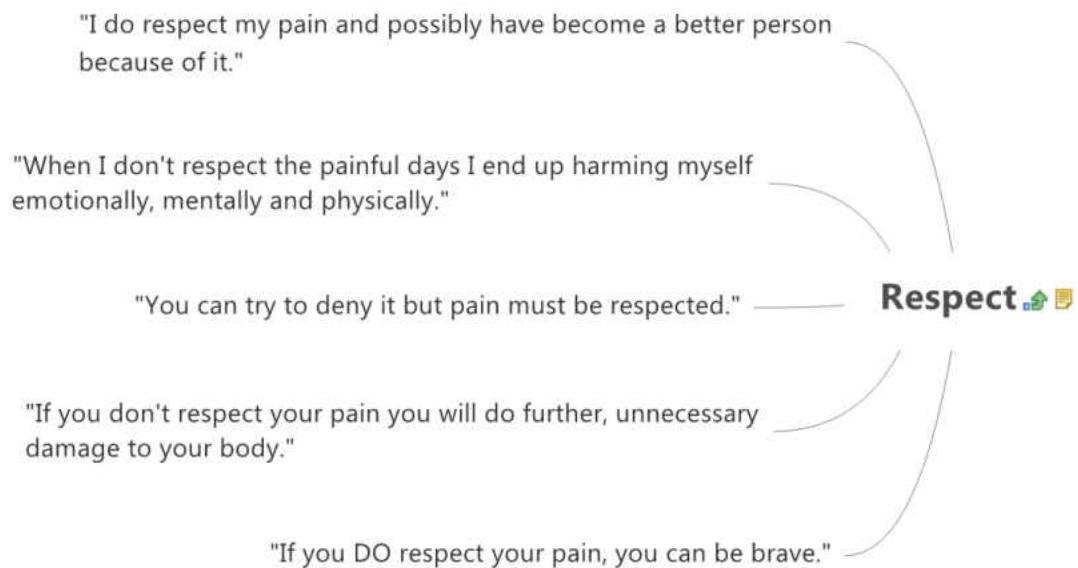 "I do respect my pain and possibly have become a better person
because of it."
"When I don't respect the painful days I end up harming myself
emotionally, mentally and physically."
"You can try to deny it but pain must be respected."
Respect
"If you don't respect your pain you will do further, unnecessary
damage to your body."
"If you DO respect your pain, you can be brave."